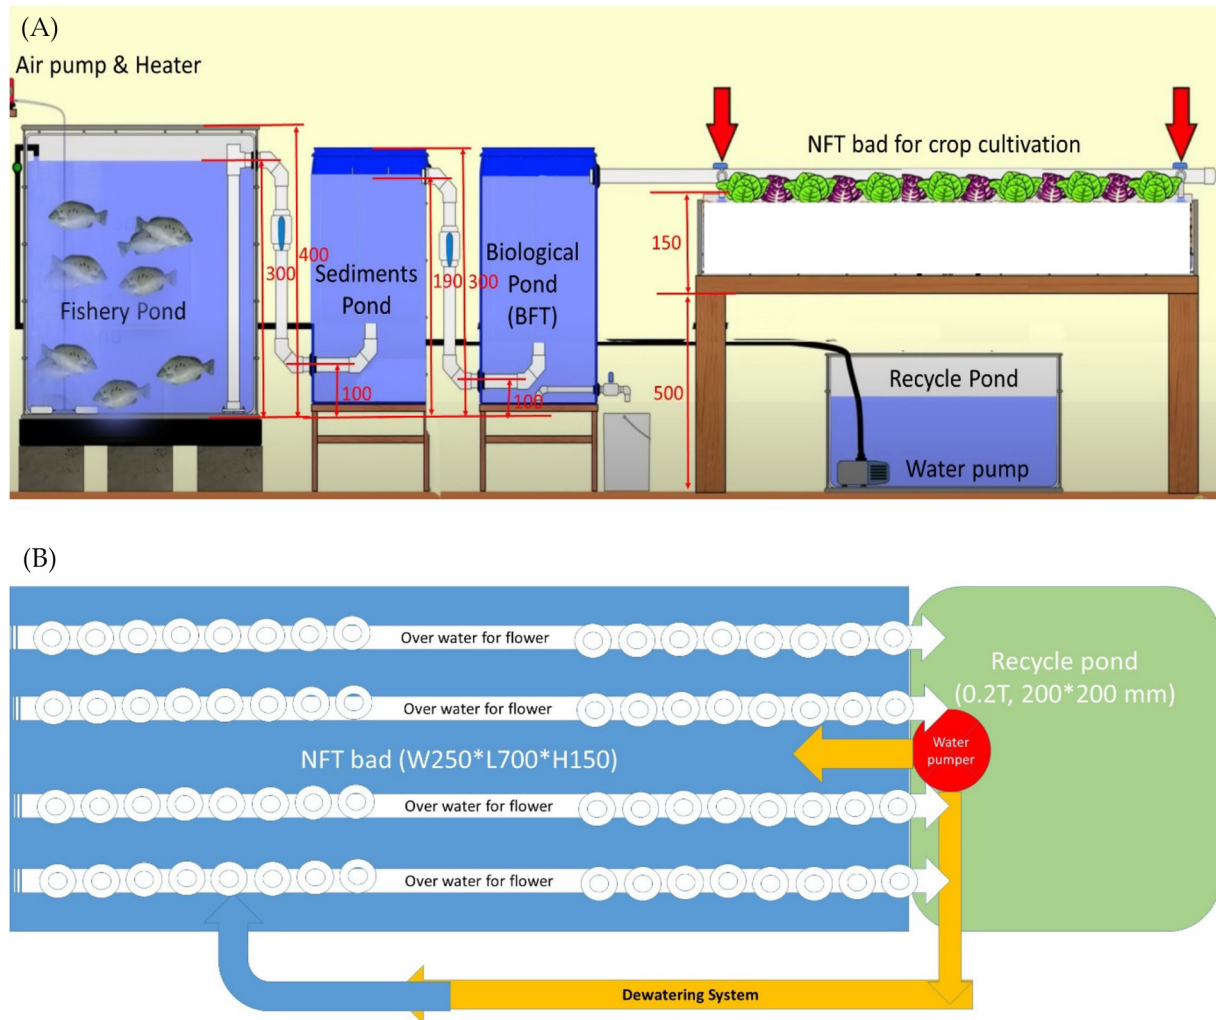 (A)
Air pump & Heater
NFT bad for crop cultivation
150
300
400
Sediments
Pond
190
300
Biological
Pond
(BFT)
Fishery Pond
100
100
500
Recycle Pond
Water pump
(B)
Over water for flower
Recycle pond
(0.2T, 200*200 mm)
Over water for flower
NFT bad (W250*L700*H150)
Water
pumper
Over water for flower
Over water for flower
Dewatering System